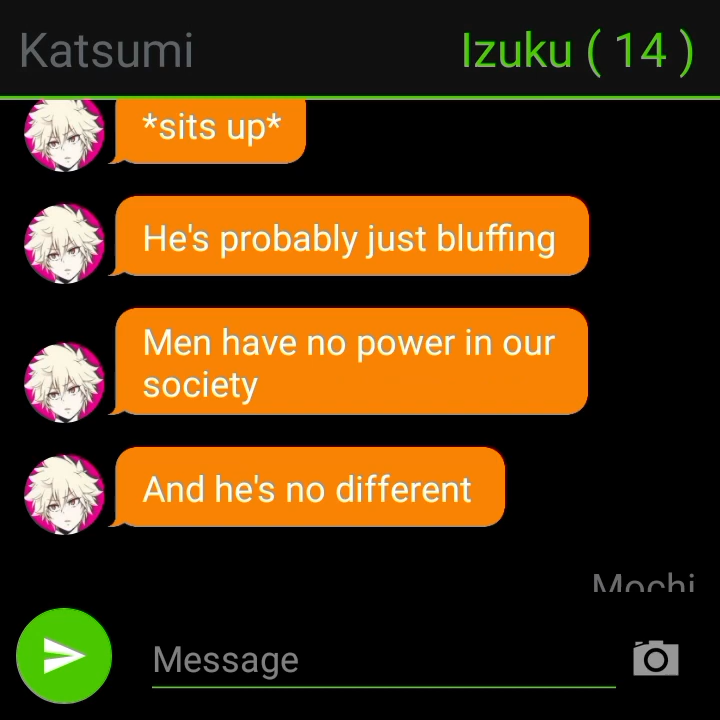 Katsumi
Izuku ( 14 )
*sits up*
He's probably just bluffing
Men have no power in our
society
And he's no different
Mochi
Message